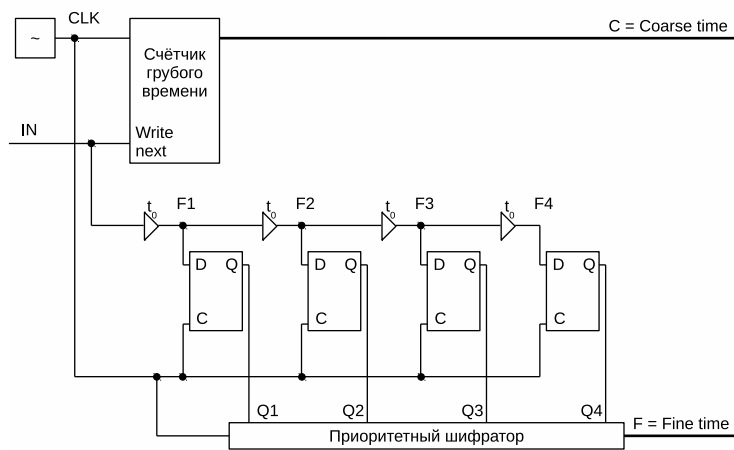 CLK
C = Coarse time
~
Счётчик
грубого
времени
IN
Write
next
t₀ F1 t₀ F2 t₀ F3 t₀ F4
D Q D Q D Q D Q
C C C C
Q1 Q2 Q3 Q4
F = Fine time
Приоритетный шифратор